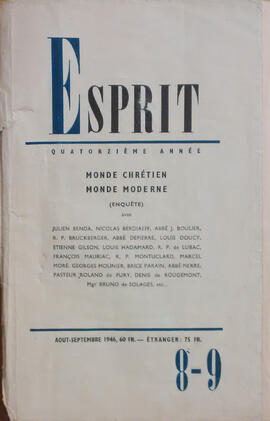 ESPRIT
QUATORZIÈME ANNÉE
MONDE CHRÉTIEN
MONDE MODERNE
(ENQUÊTE)
avec
JULIEN BENDA, NICOLAS BERDIAEFF, ABBÉ J. BOULIER,
R. P. BRUCKBERGER, ABBÉ DEPIERRE, LOUIS DOUCY,
ETIENNE GILSON, LOUIS HADAMARD, R. P. de LUBAC,
FRANÇOIS MAURIAC, R. P. MONTUCLARD, MARCEL
MORÉ, GEORGES MOUNIER, BRICE PARAIN, ABBÉ PIERRE,
PASTEUR ROLAND de PURY, DENIS de ROUGEMONT,
Mgr BRUNO de SOLAGES, etc...
AOUT-SEPTEMBRE 1946, 60 FR. — ÉTRANGER : 75 FR.
8-9